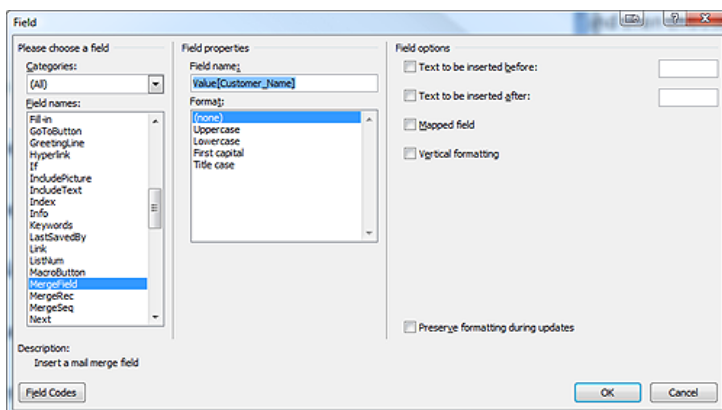 Field
Please choose a field
Categories:
(All)
Field names:
Fill-in
GoToButton
GreetingLine
Hyperlink
If
IncludePicture
IncludeText
Index
Info
Keywords
LastSavedBy
Link
ListNum
MacroButton
MergeField
MergeRec
MergeSeq
Next
Description:
Insert a mail merge field
Field Codes
Field properties
Field name:
Value[Customer_Name]
Format:
(none)
Uppercase
Lowercase
First capital
Title case
Field options
Text to be inserted before:
Text to be inserted after:
Mapped field
Vertical formatting
Preserve formatting during updates
OK
Cancel